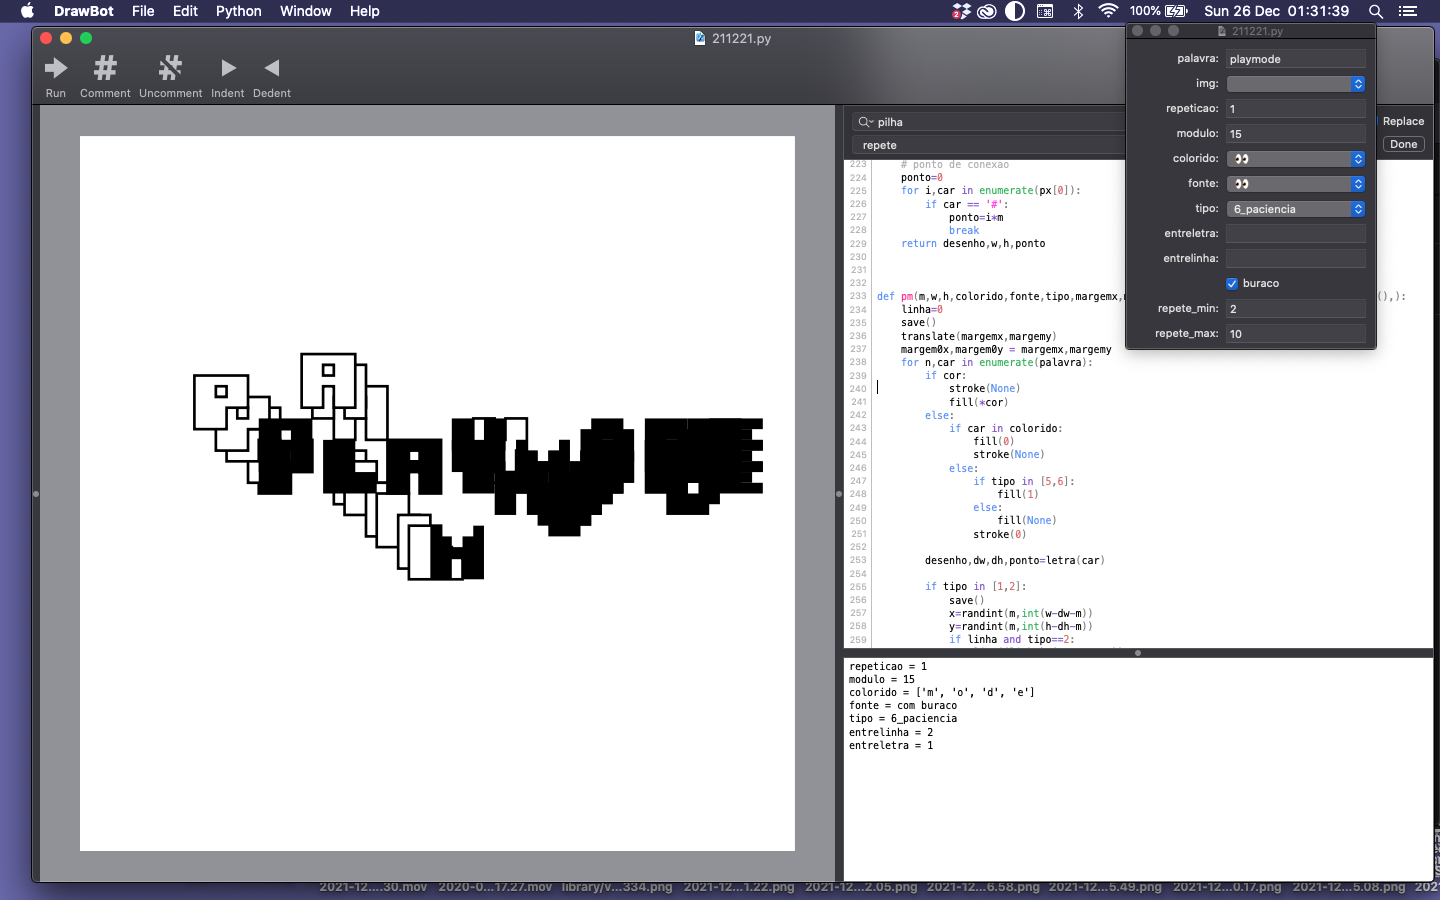 DrawBot File Edit Python Window Help
2
100% Sun 26 Dec 01:31:39
211221.py
Run Comment Uncomment Indent Dedent
211221.py
palavra: playmode
img:
repeticao: 1
modulo: 15
colorido: 👀
fonte: 👀
tipo: 6_paciencia
entreletra:
entrelinha:
buraco
repete_min: 2
repete_max: 10
pilha
Replace
repete
Done
223 # ponto de conexao
224 ponto=0
225 for i,car in enumerate(px[0]):
226 if car == '#':
227 ponto=i*m
228 break
229 return desenho,w,h,ponto
230
231
232
233 def pm(m,w,h,colorido,fonte,tipo,margemx, (),):
234 linha=0
235 save()
236 translate(margemx,margemy)
237 margem0x,margem0y = margemx,margemy
238 for n,car in enumerate(palavra):
239 if cor:
240 stroke(None)
241 fill(*cor)
242 else:
243 if car in colorido:
244 fill(0)
245 stroke(None)
246 else:
247 if tipo in [5,6]:
248 fill(1)
249 else:
250 fill(None)
251 stroke(0)
252
253 desenho,dw,dh,ponto=letra(car)
254
255 if tipo in [1,2]:
256 save()
257 x=randint(m,int(w-dw-m))
258 y=randint(m,int(h-dh-m))
259 if linha and tipo==2:
PLAYMODE
repeticao = 1
modulo = 15
colorido = ['m', 'o', 'd', 'e']
fonte = com buraco
tipo = 6_paciencia
entrelinha = 2
entreletra = 1
2021-12....30.mov 2020-0...17.27.mov library/v...334.png 2021-12...1.22.png 2021-12...2.05.png 2021-12...6.58.png 2021-12...5.49.png 2021-12...0.17.png 2021-12...5.08.png 202